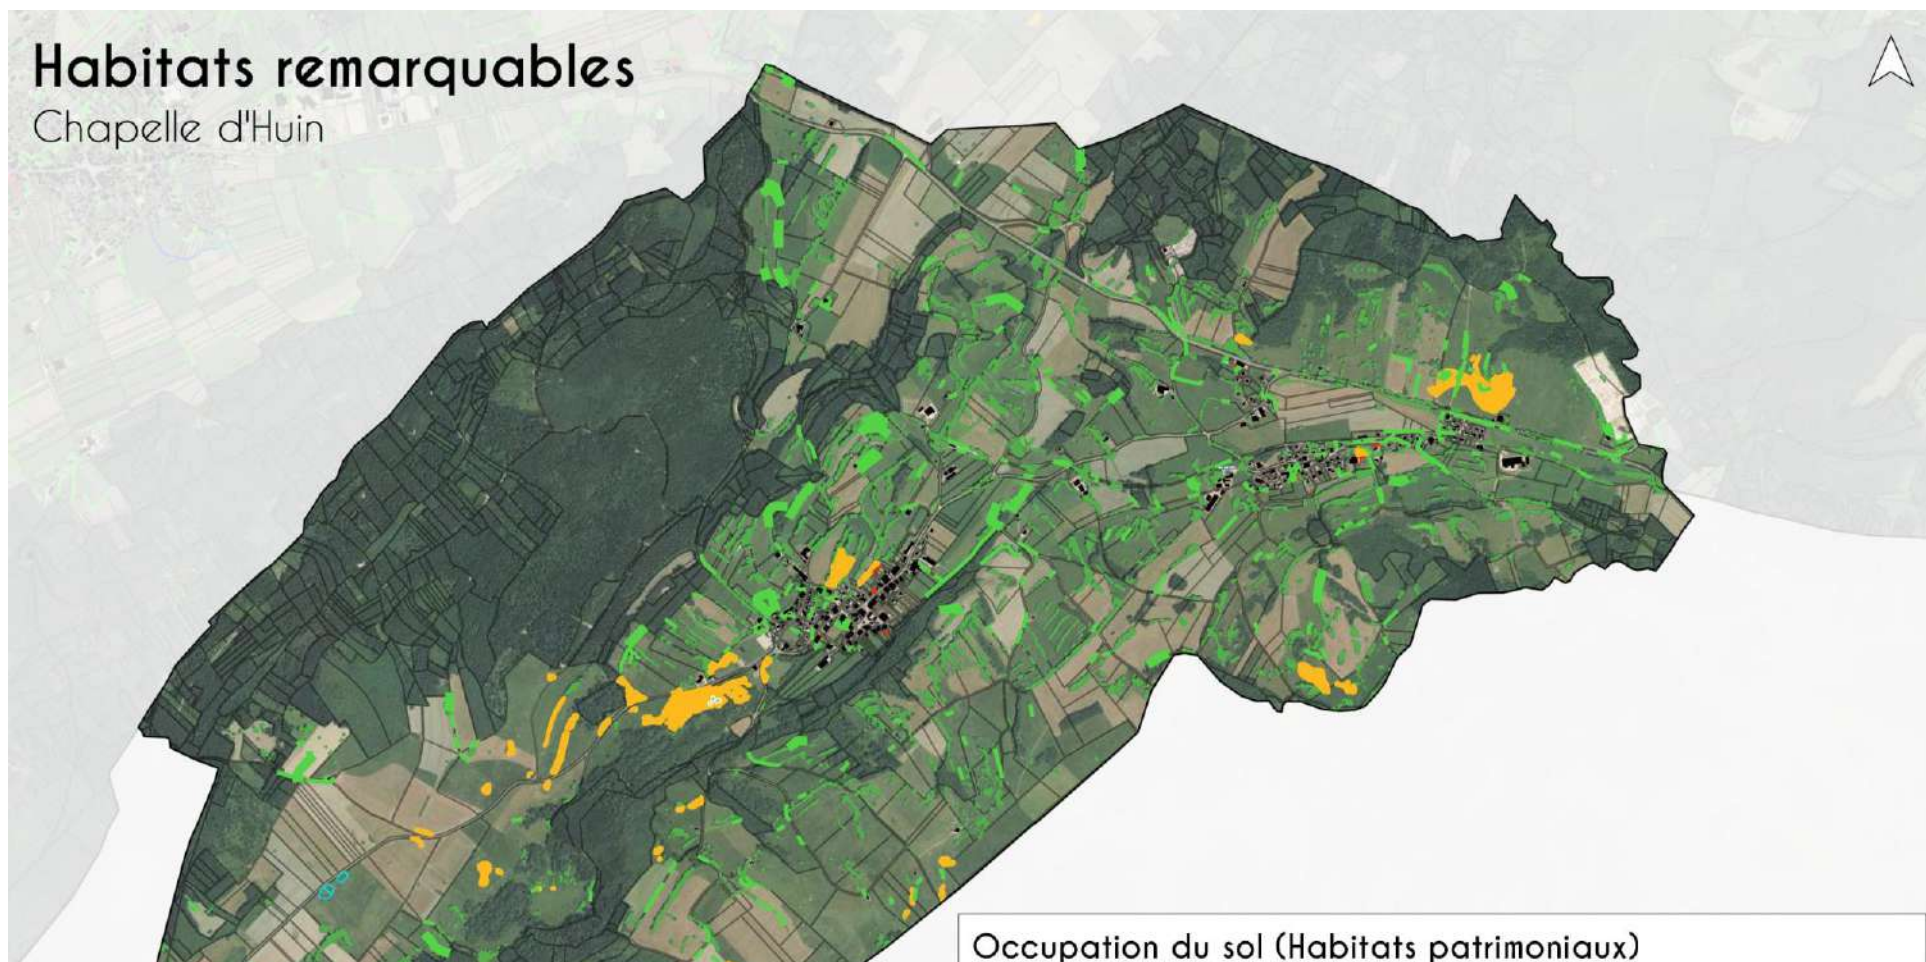 Habitats remarquables
Chapelle d'Huin
Occupation du sol (Habitats patrimoniaux)